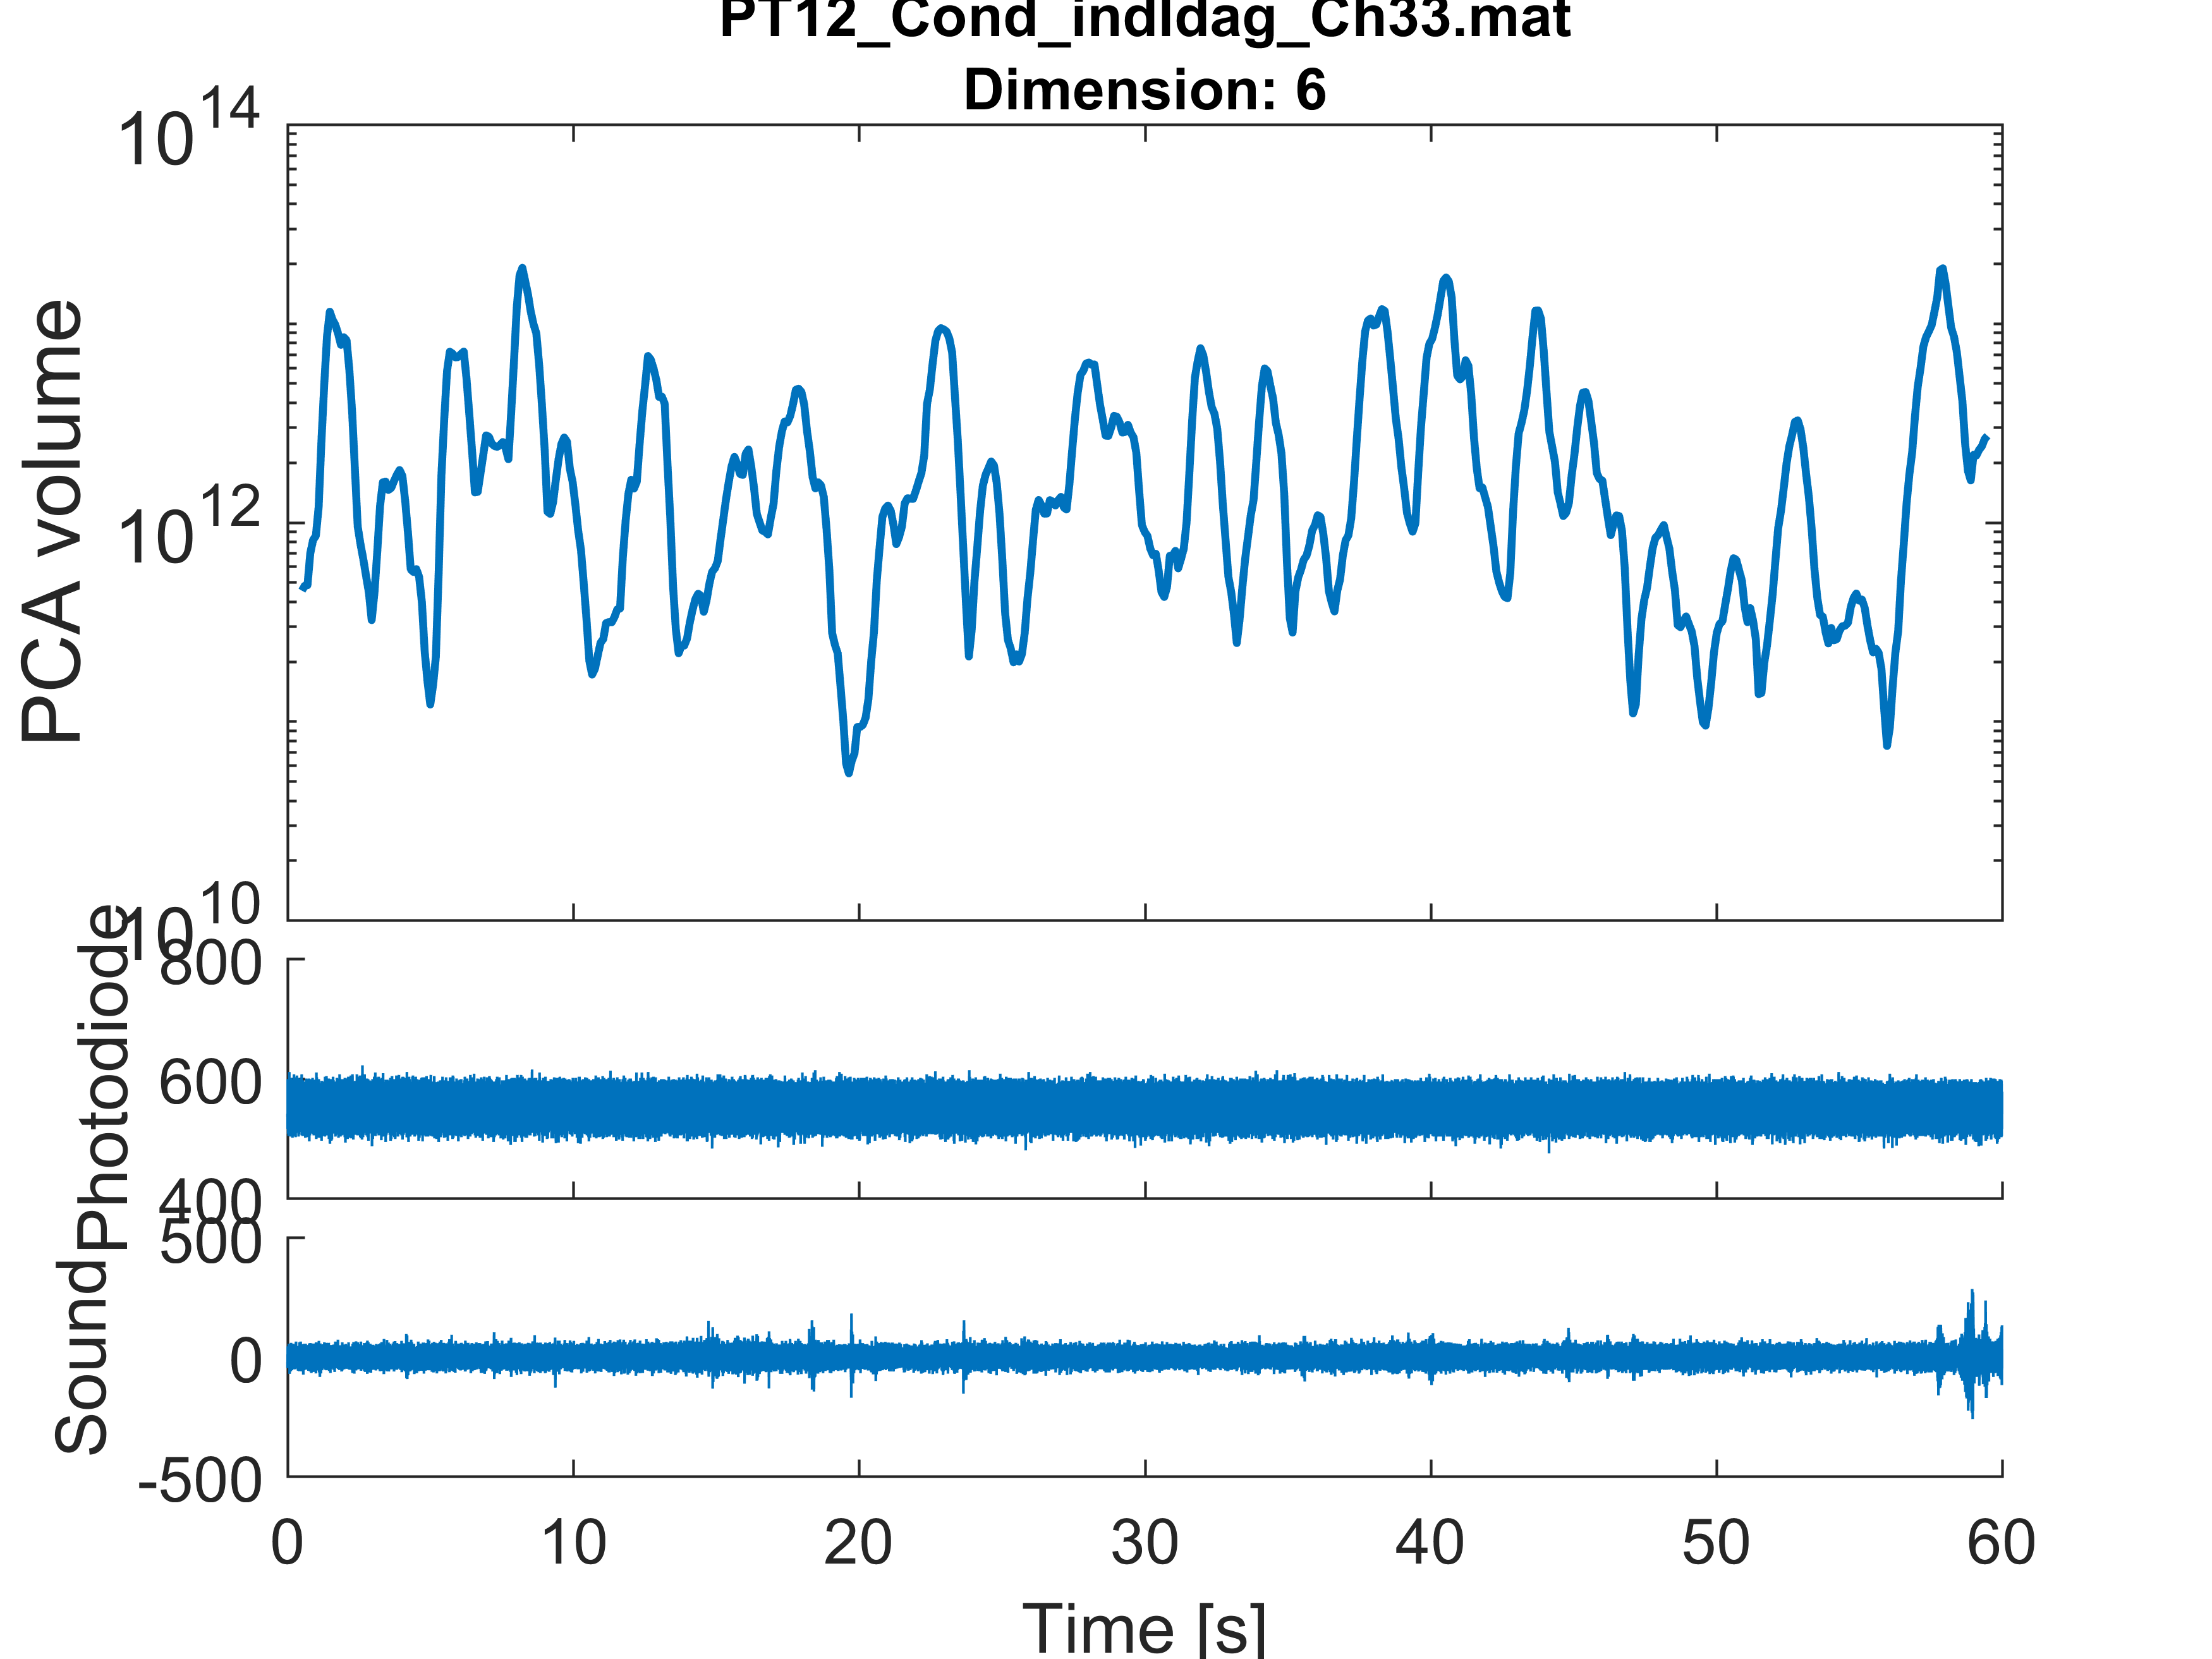 PT12_Cond_indIdag_Ch33.mat
Dimension: 6
PCA volume
10^14
10^12
10^10
Photodiode
800
600
400
Sound
500
0
-500
0 10 20 30 40 50 60
Time [s]